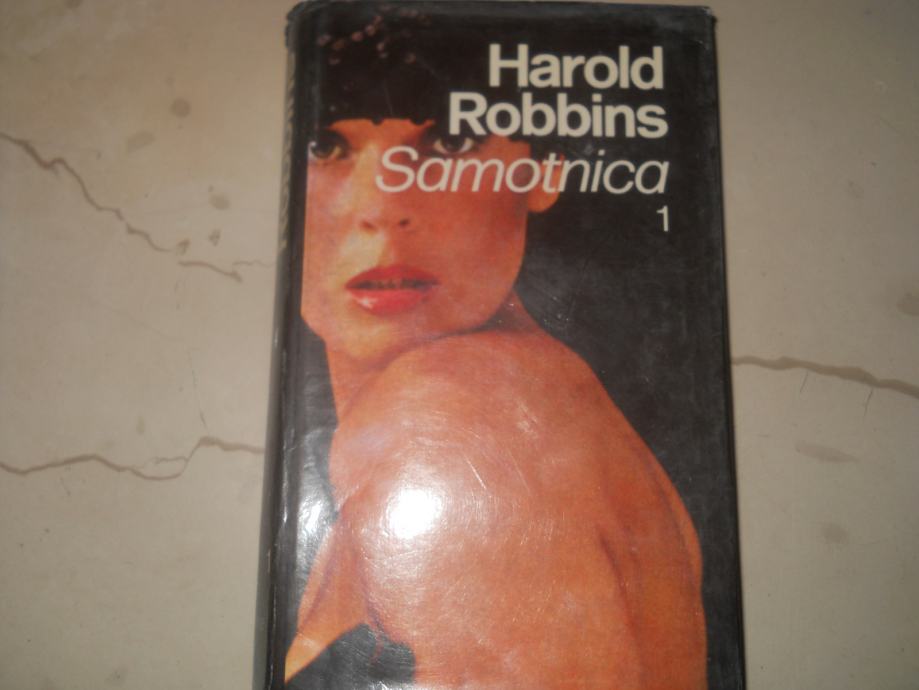 Harold
Robbins
Samotnica
1